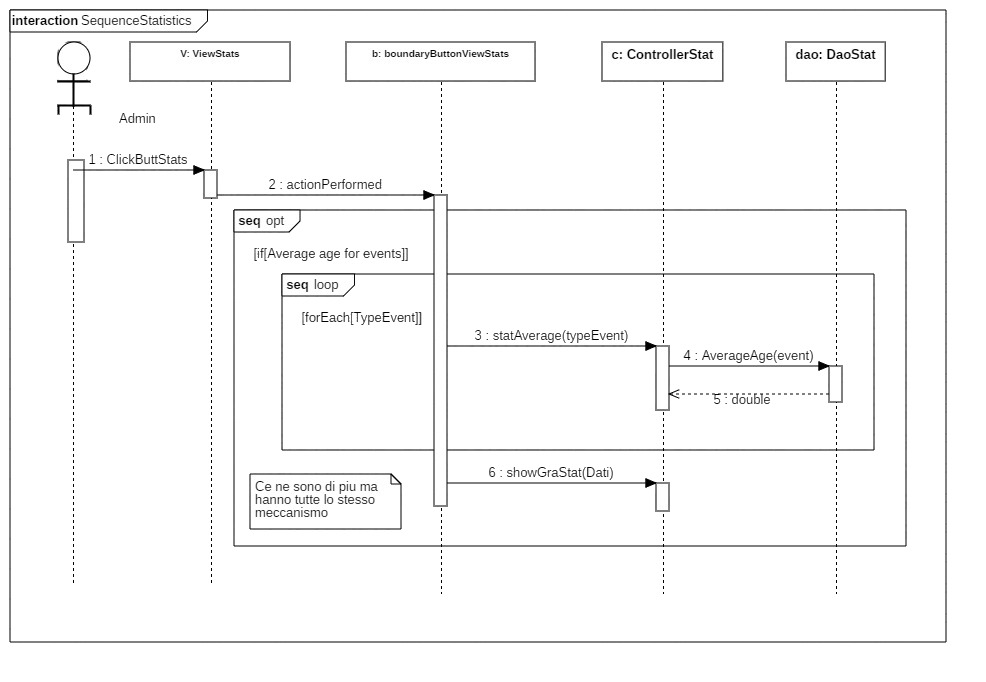 interaction SequenceStatistics
V: ViewStats
b: boundaryButtonViewStats
c: ControllerStat
dao: DaoStat
Admin
1 : ClickButtStats
2 : actionPerformed
seq opt
[if[Average age for events]]
seq loop
[forEach[TypeEvent]]
3 : statAverage(typeEvent)
4 : AverageAge(event)
5 : double
6 : showGraStat(Dati)
Ce ne sono di piu ma
hanno tutte lo stesso
meccanismo